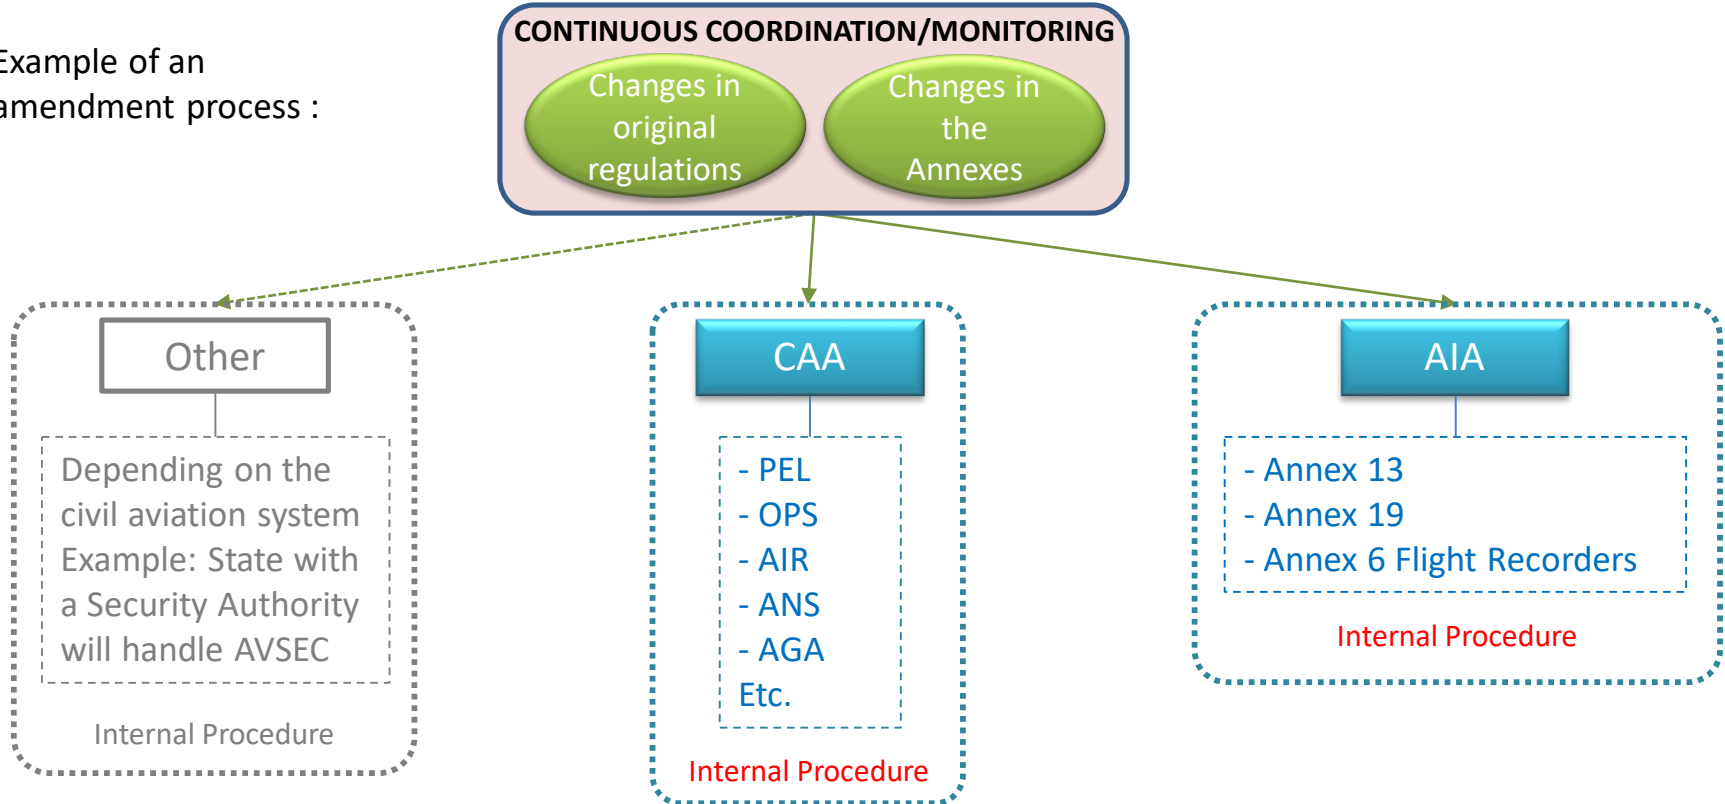 Example of an
amendment process :
CONTINUOUS COORDINATION/MONITORING
Changes in
original
regulations
Changes in
the
Annexes
Other
Depending on the
civil aviation system
Example: State with
a Security Authority
will handle AVSEC
Internal Procedure
CAA
- PEL
- OPS
- AIR
- ANS
- AGA
Etc.
Internal Procedure
AIA
- Annex 13
- Annex 19
- Annex 6 Flight Recorders
Internal Procedure